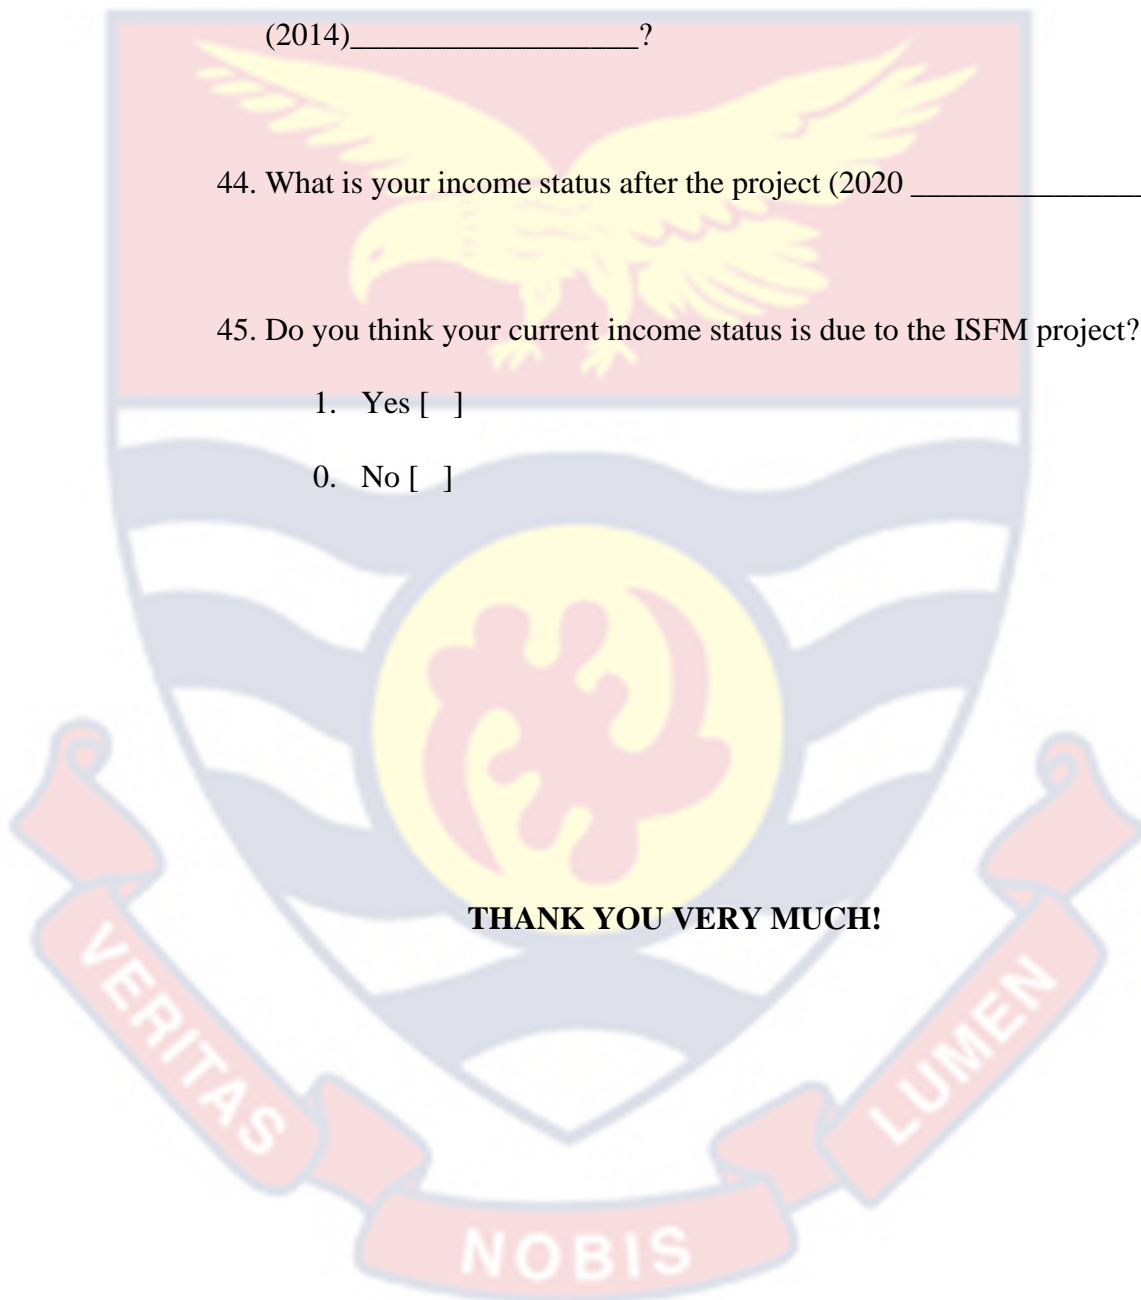 (2014)__________________?
44. What is your income status after the project (2020 _______________
45. Do you think your current income status is due to the ISFM project?
1. Yes [ ]
0. No [ ]
THANK YOU VERY MUCH!
VERITAS
NOBIS
LUMEN